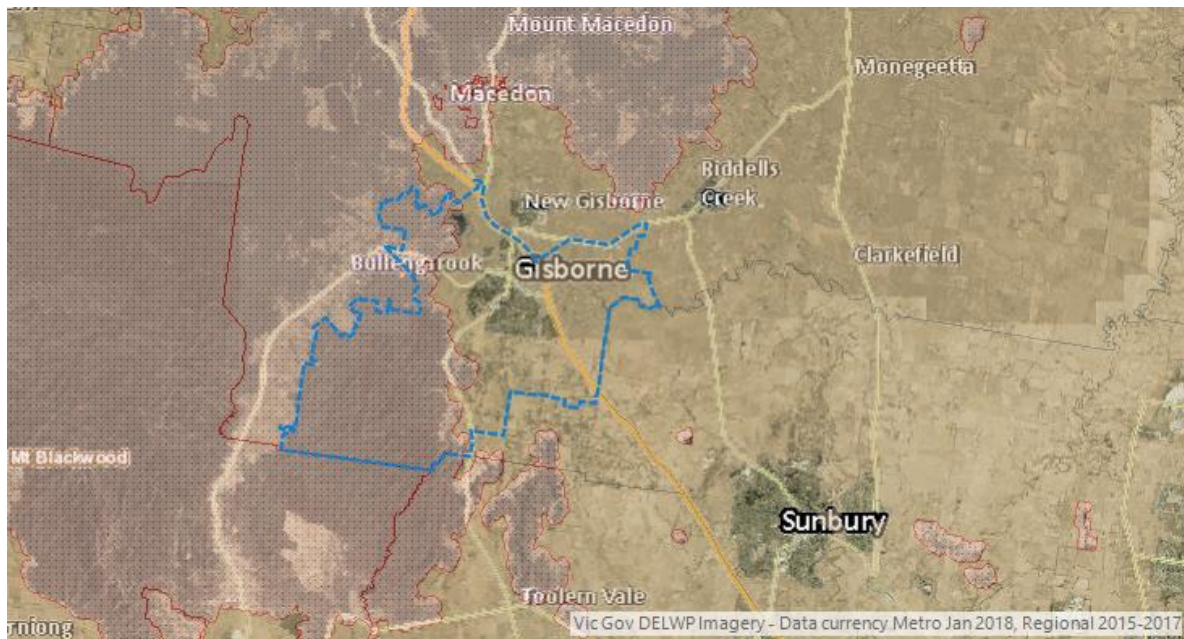 Mount Macedon
Monegeetta
Macedon
Riddells
Creek
New Gisborne
Clarkefield
Bullengarook
Gisborne
Mt Blackwood
Sunbury
Toolern Vale
Vic Gov DELWP Imagery - Data currency Metro Jan 2018, Regional 2015-2017